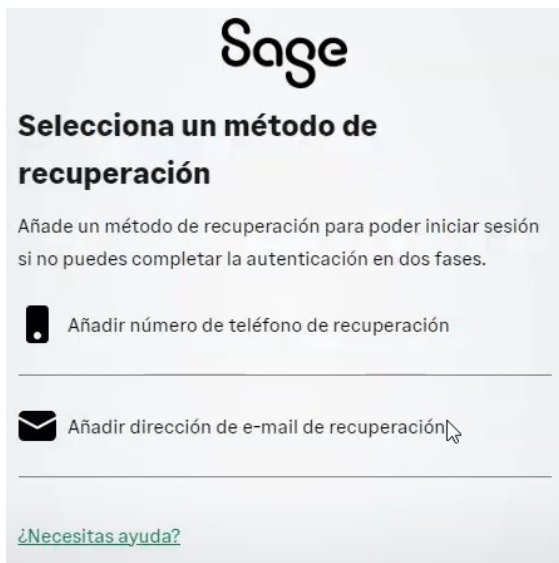 Sage
Selecciona un método de
recuperación
Añade un método de recuperación para poder iniciar sesión
si no puedes completar la autenticación en dos fases.
Añadir número de teléfono de recuperación
Añadir dirección de e-mail de recuperación
¿Necesitas ayuda?